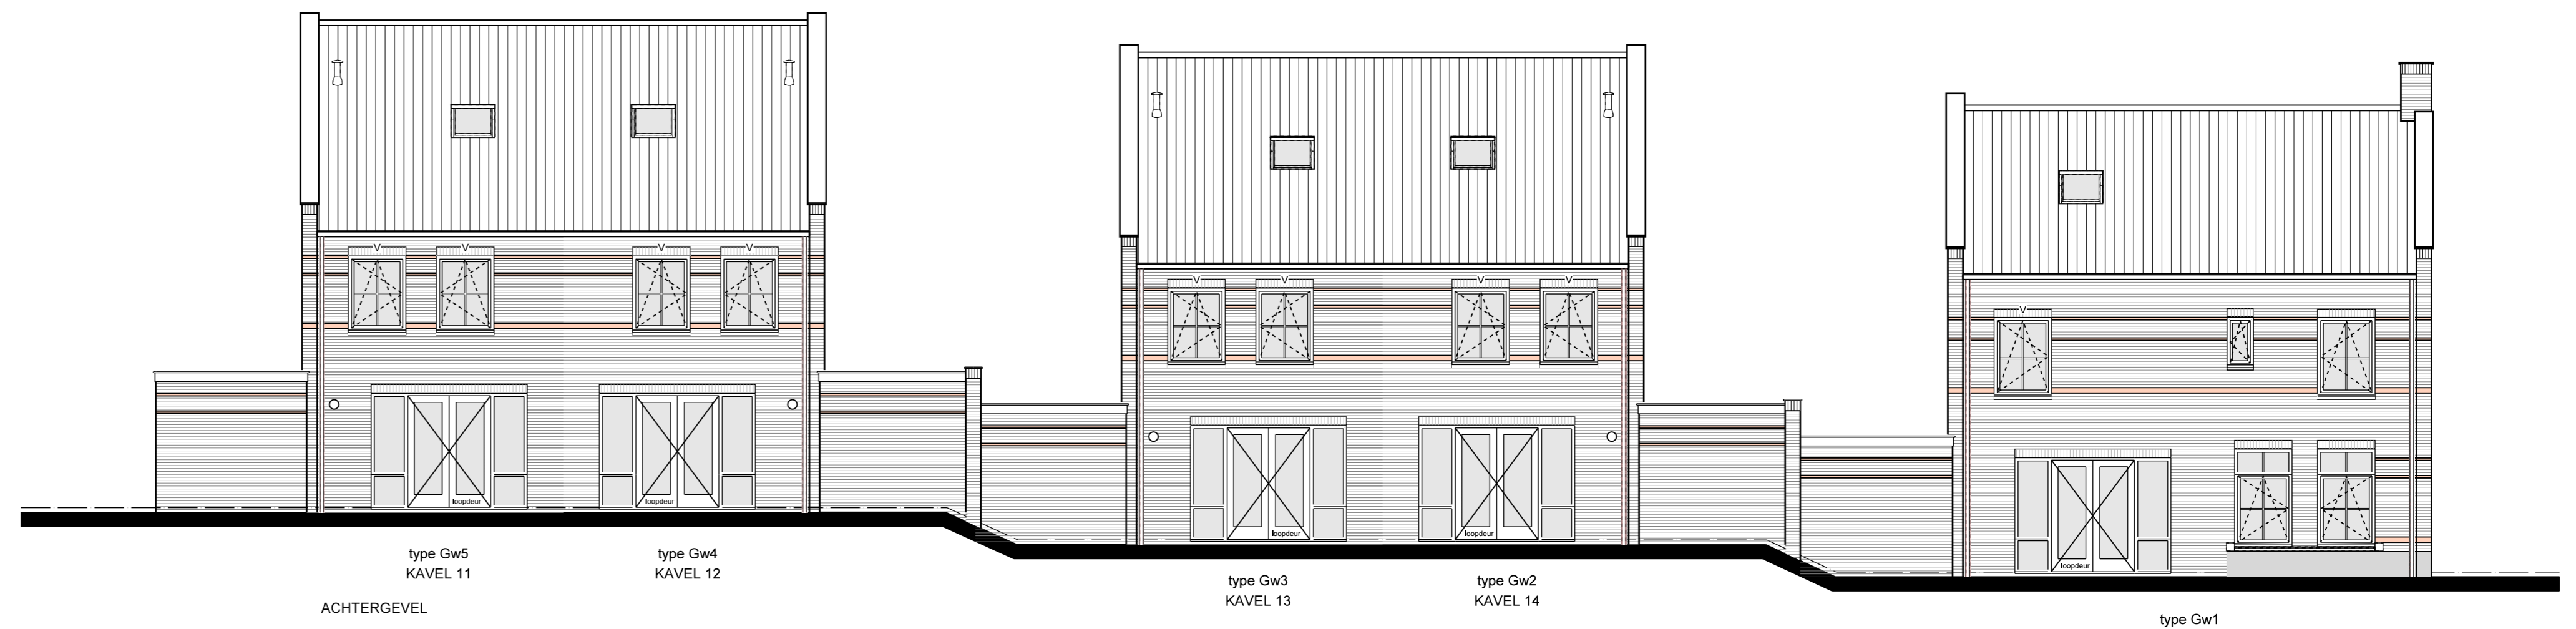 V V V V
V V V V
V
loopdeur loopdeur
loopdeur loopdeur
loopdeur
type Gw5
KAVEL 11
type Gw4
KAVEL 12
type Gw3
KAVEL 13
type Gw2
KAVEL 14
ACHTERGEVEL
type Gw1